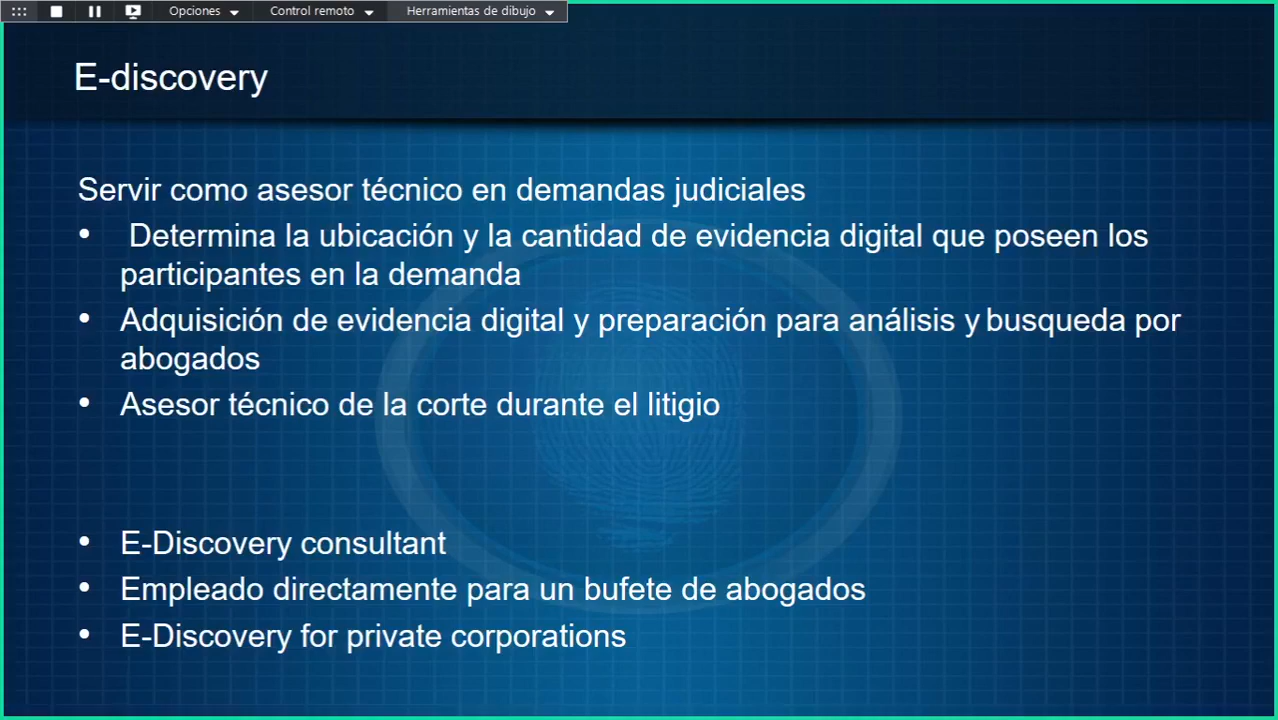 Opciones Control remoto Herramientas de dibujo
E-discovery
Servir como asesor técnico en demandas judiciales
• Determina la ubicación y la cantidad de evidencia digital que poseen los
participantes en la demanda
• Adquisición de evidencia digital y preparación para análisis y busqueda por
abogados
• Asesor técnico de la corte durante el litigio
• E-Discovery consultant
• Empleado directamente para un bufete de abogados
• E-Discovery for private corporations